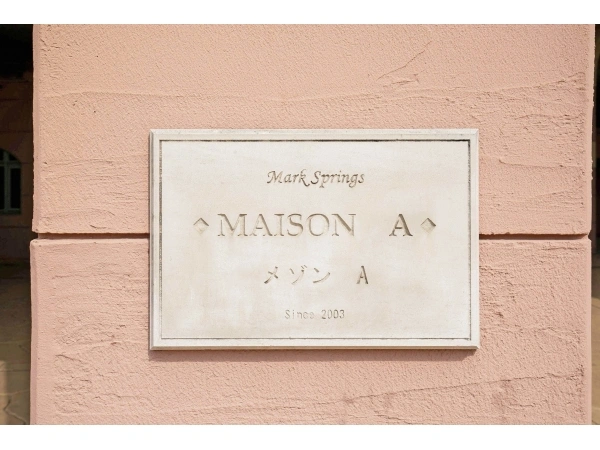 Mark Springs
◇MAISON A◇
メゾン A
Since 2003